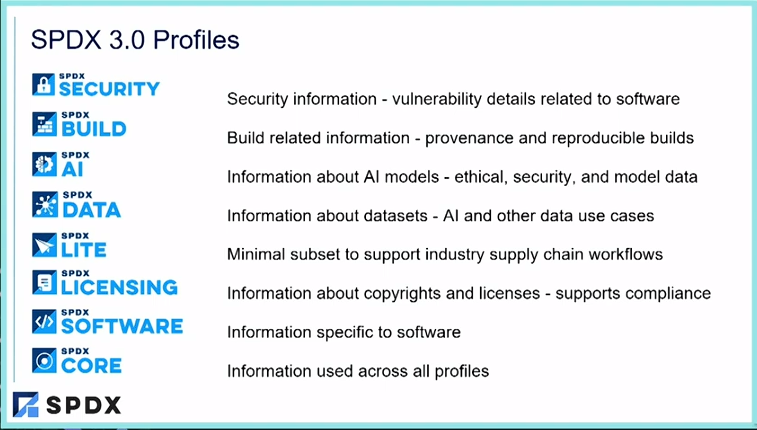 SPDX 3.0 Profiles
SPDX
SECURITY
Security information - vulnerability details related to software
SPDX
BUILD
Build related information - provenance and reproducible builds
SPDX
AI
Information about AI models - ethical, security, and model data
SPDX
DATA
Information about datasets - AI and other data use cases
SPDX
LITE
Minimal subset to support industry supply chain workflows
SPDX
LICENSING
Information about copyrights and licenses - supports compliance
SPDX
SOFTWARE
Information specific to software
SPDX
CORE
Information used across all profiles
SPDX